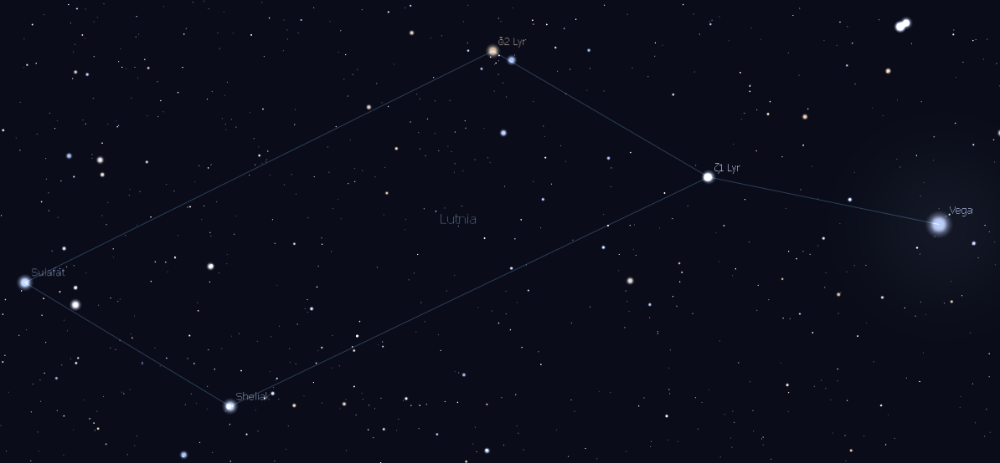 δ2 Lyr
ζ1 Lyr
Vega
Lutnia
Sulafat
Sheliak